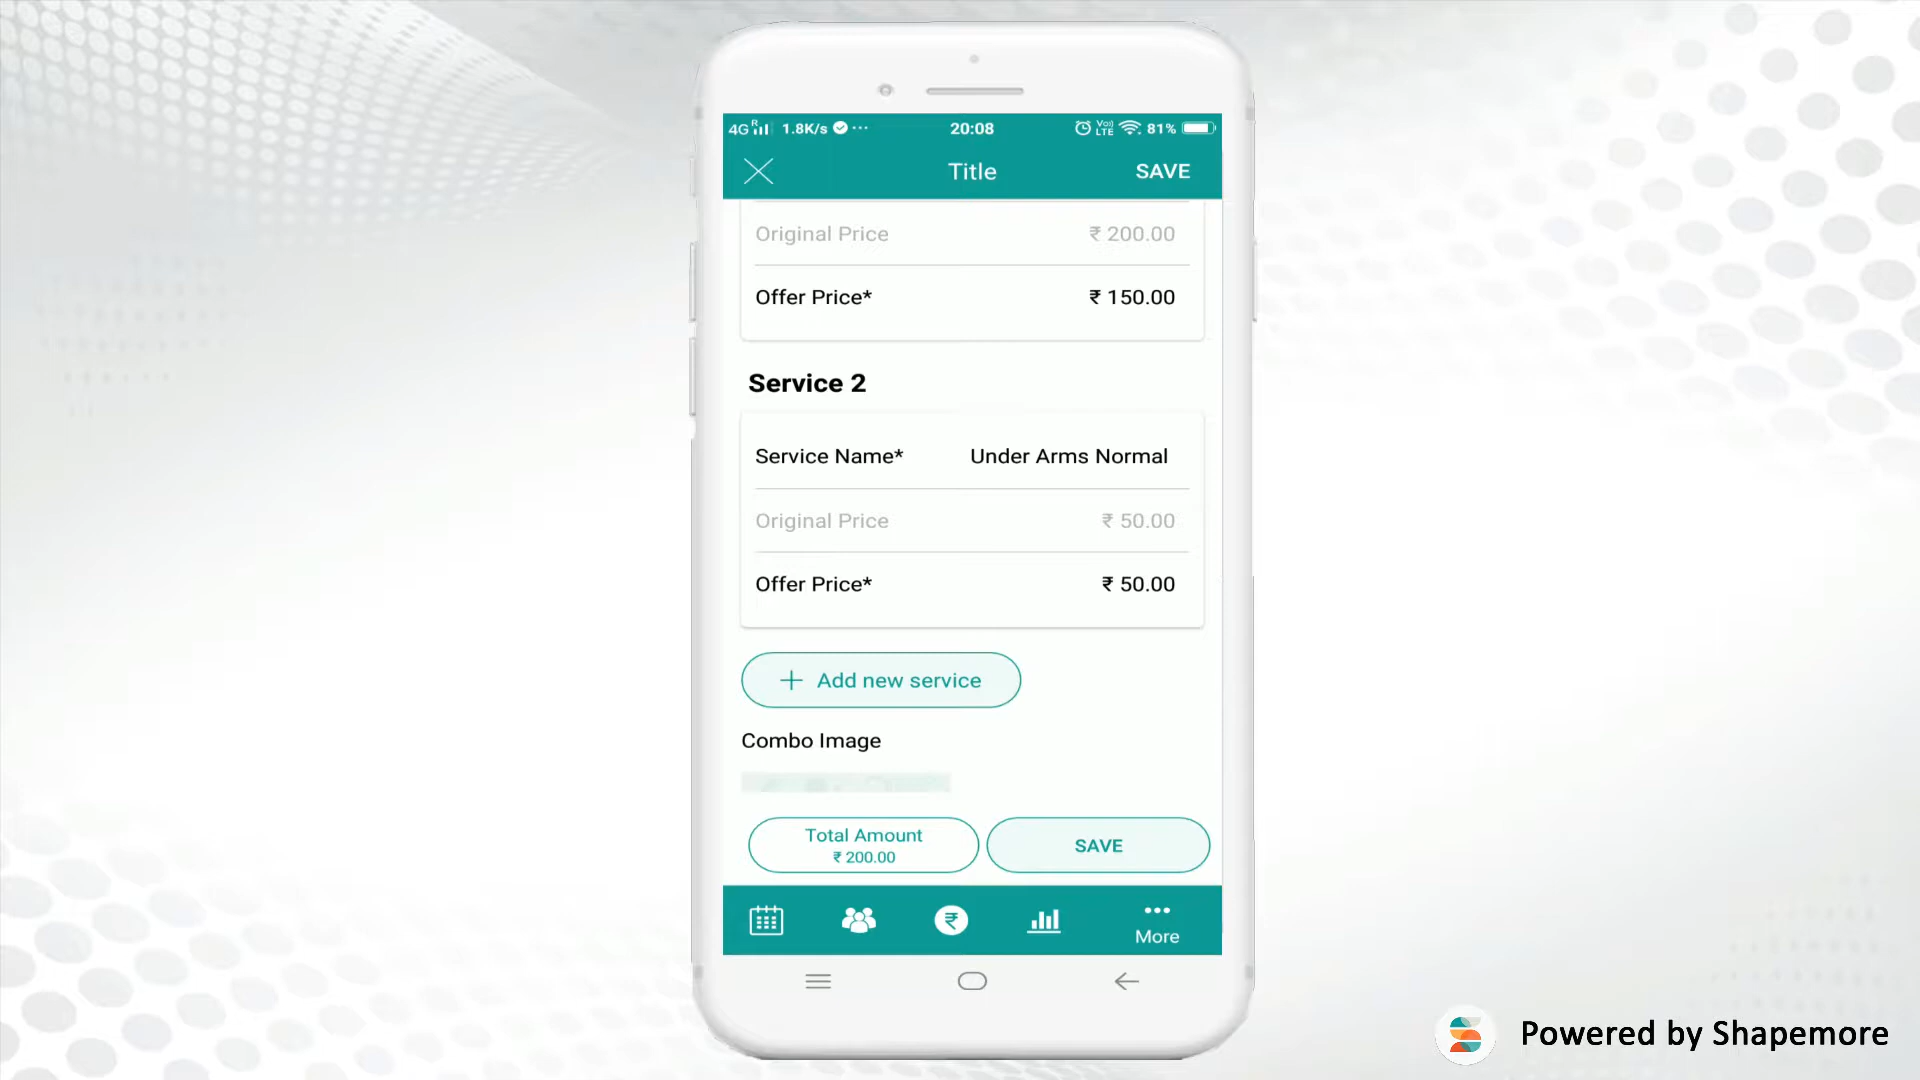 4G R 1.8K/s ... 20:08 Vo) LTE 81%
Title SAVE
Original Price ₹ 200.00
Offer Price* ₹ 150.00
Service 2
Service Name* Under Arms Normal
Original Price ₹ 50.00
Offer Price* ₹ 50.00
+ Add new service
Combo Image
Total Amount
₹ 200.00
SAVE
₹
More
Powered by Shapemore